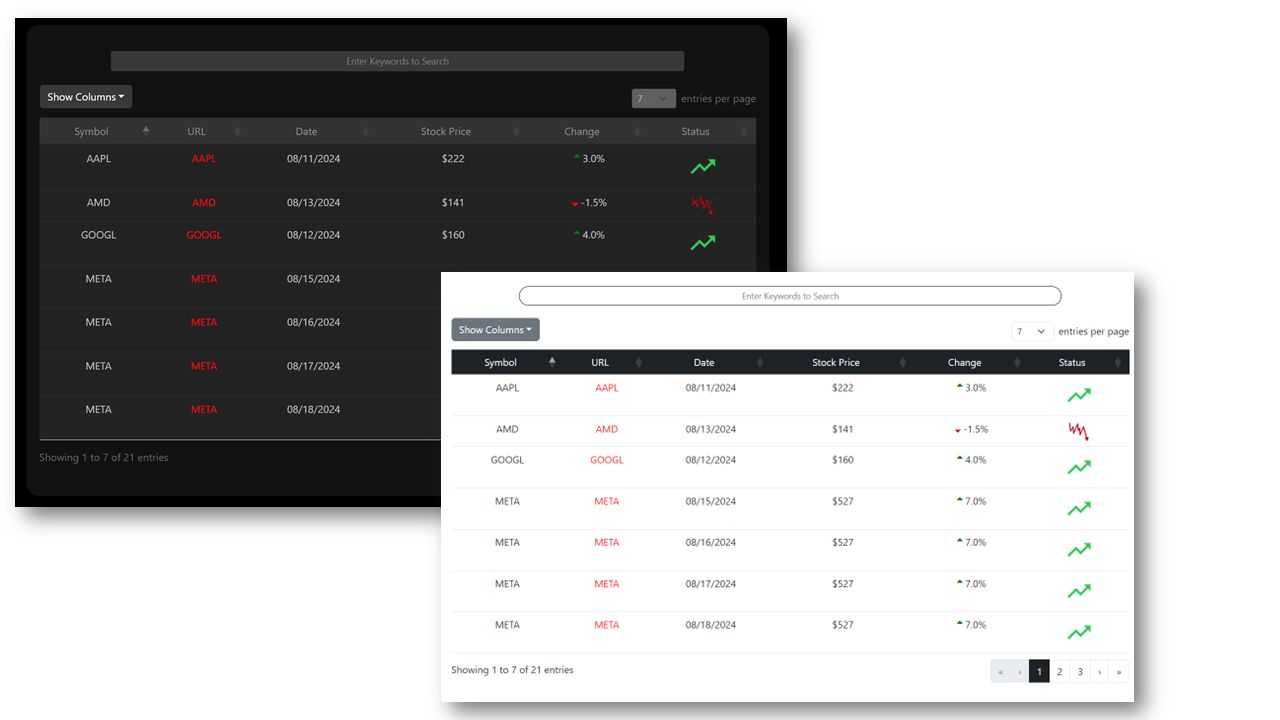 Enter Keywords to Search
Show Columns
7 entries per page
Symbol URL Date Stock Price Change Status
AAPL AAPL 08/11/2024 $222 3.0%
AMD AMD 08/13/2024 $141 -1.5%
GOOGL GOOGL 08/12/2024 $160 4.0%
META META 08/15/2024
META META 08/16/2024
META META 08/17/2024
META META 08/18/2024
Showing 1 to 7 of 21 entries
Enter Keywords to Search
Show Columns
7 entries per page
Symbol URL Date Stock Price Change Status
AAPL AAPL 08/11/2024 $222 3.0%
AMD AMD 08/13/2024 $141 -1.5%
GOOGL GOOGL 08/12/2024 $160 4.0%
META META 08/15/2024 $527 7.0%
META META 08/16/2024 $527 7.0%
META META 08/17/2024 $527 7.0%
META META 08/18/2024 $527 7.0%
Showing 1 to 7 of 21 entries
« ‹ 1 2 3 › »